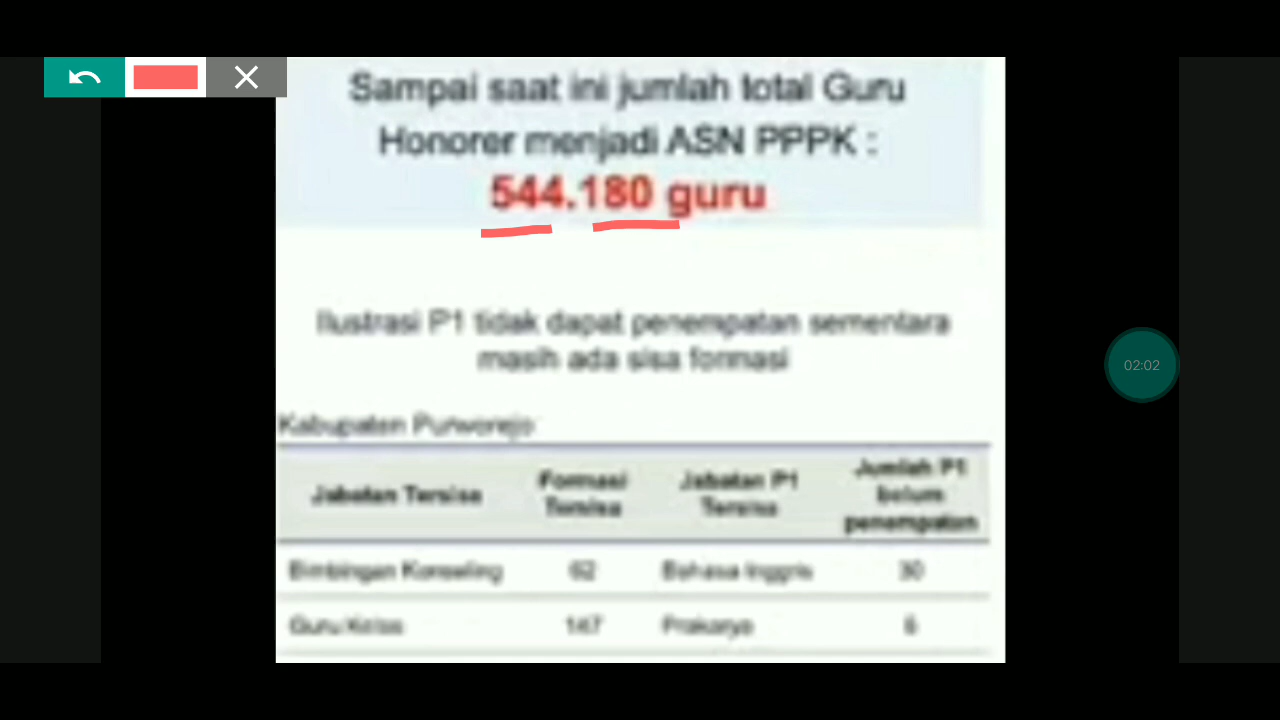 Sampai saat ini jumlah total Guru
Honorer menjadi ASN PPPK :
544.180 guru
Ilustrasi P1 tidak dapat penempatan sementara
masih ada sisa formasi
Kabupaten Purworejo
Jabatan Tersisa
Formasi
Tersisa
Jabatan P1
Tersisa
Jumlah P1
belum
penempatan
Bimbingan Konseling 62 Bahasa Inggris 30
Guru Kelas 147 Prakarya 6
02:02